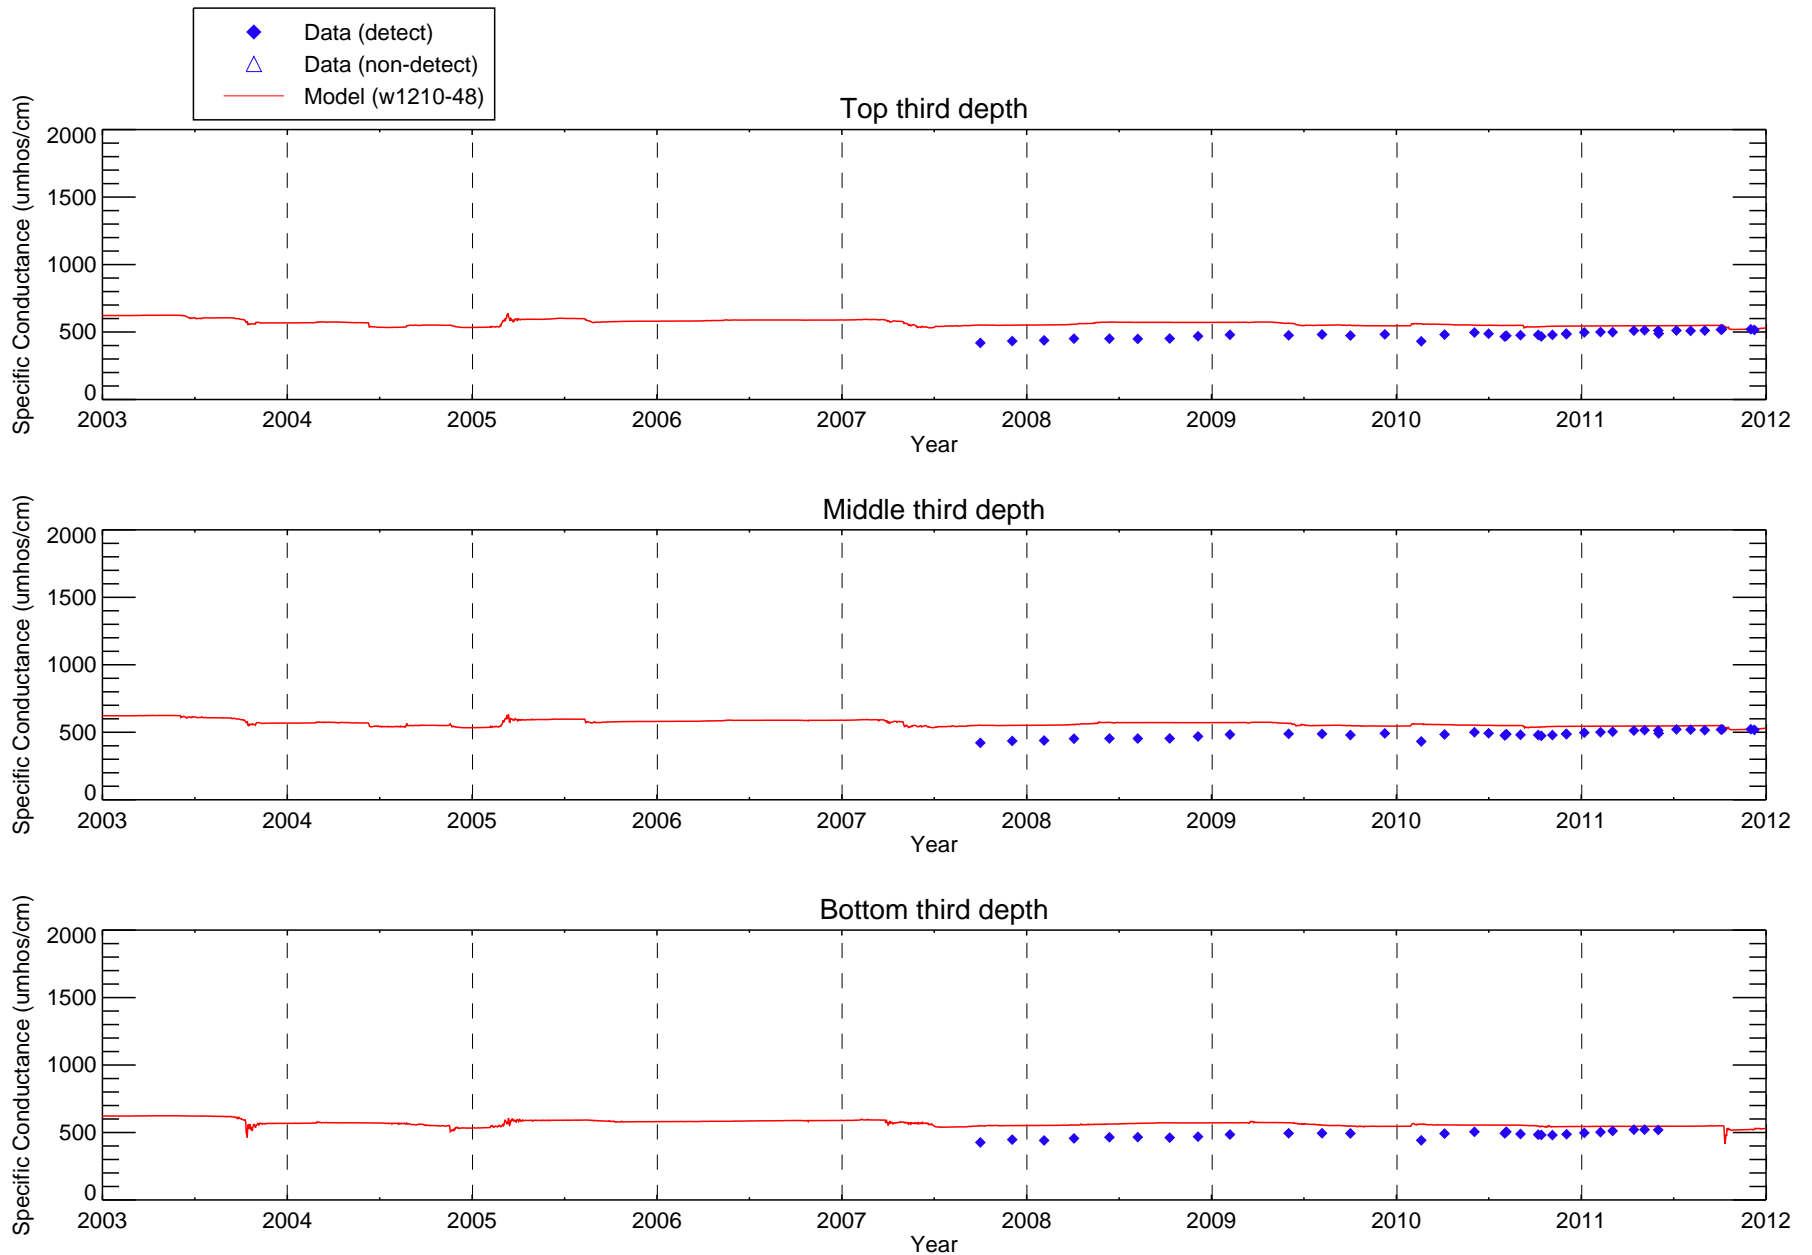 Data (detect)
Data (non-detect)
Model (w1210-48)
Top third depth
Specific Conductance (umhos/cm)
2000
1500
1000
500
0
2003 2004 2005 2006 2007 2008 2009 2010 2011 2012
Year
Middle third depth
Specific Conductance (umhos/cm)
2000
1500
1000
500
0
2003 2004 2005 2006 2007 2008 2009 2010 2011 2012
Year
Bottom third depth
Specific Conductance (umhos/cm)
2000
1500
1000
500
0
2003 2004 2005 2006 2007 2008 2009 2010 2011 2012
Year